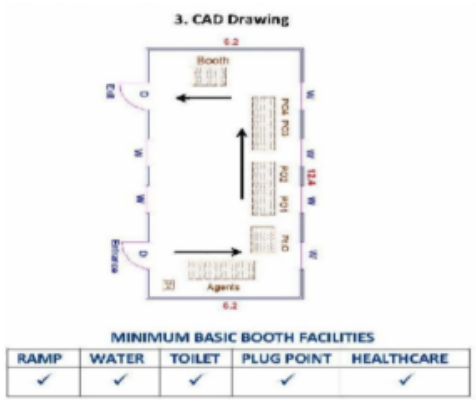 3. CAD Drawing
6.2
Booth
Exit
D
W
PO4
PO3
W
W
PO2
12.4
W
PO1
W
Entrance
D
W
Agents
6.2
MINIMUM BASIC BOOTH FACILITIES
RAMP WATER TOILET PLUG POINT HEALTHCARE
✓ ✓ ✓ ✓ ✓